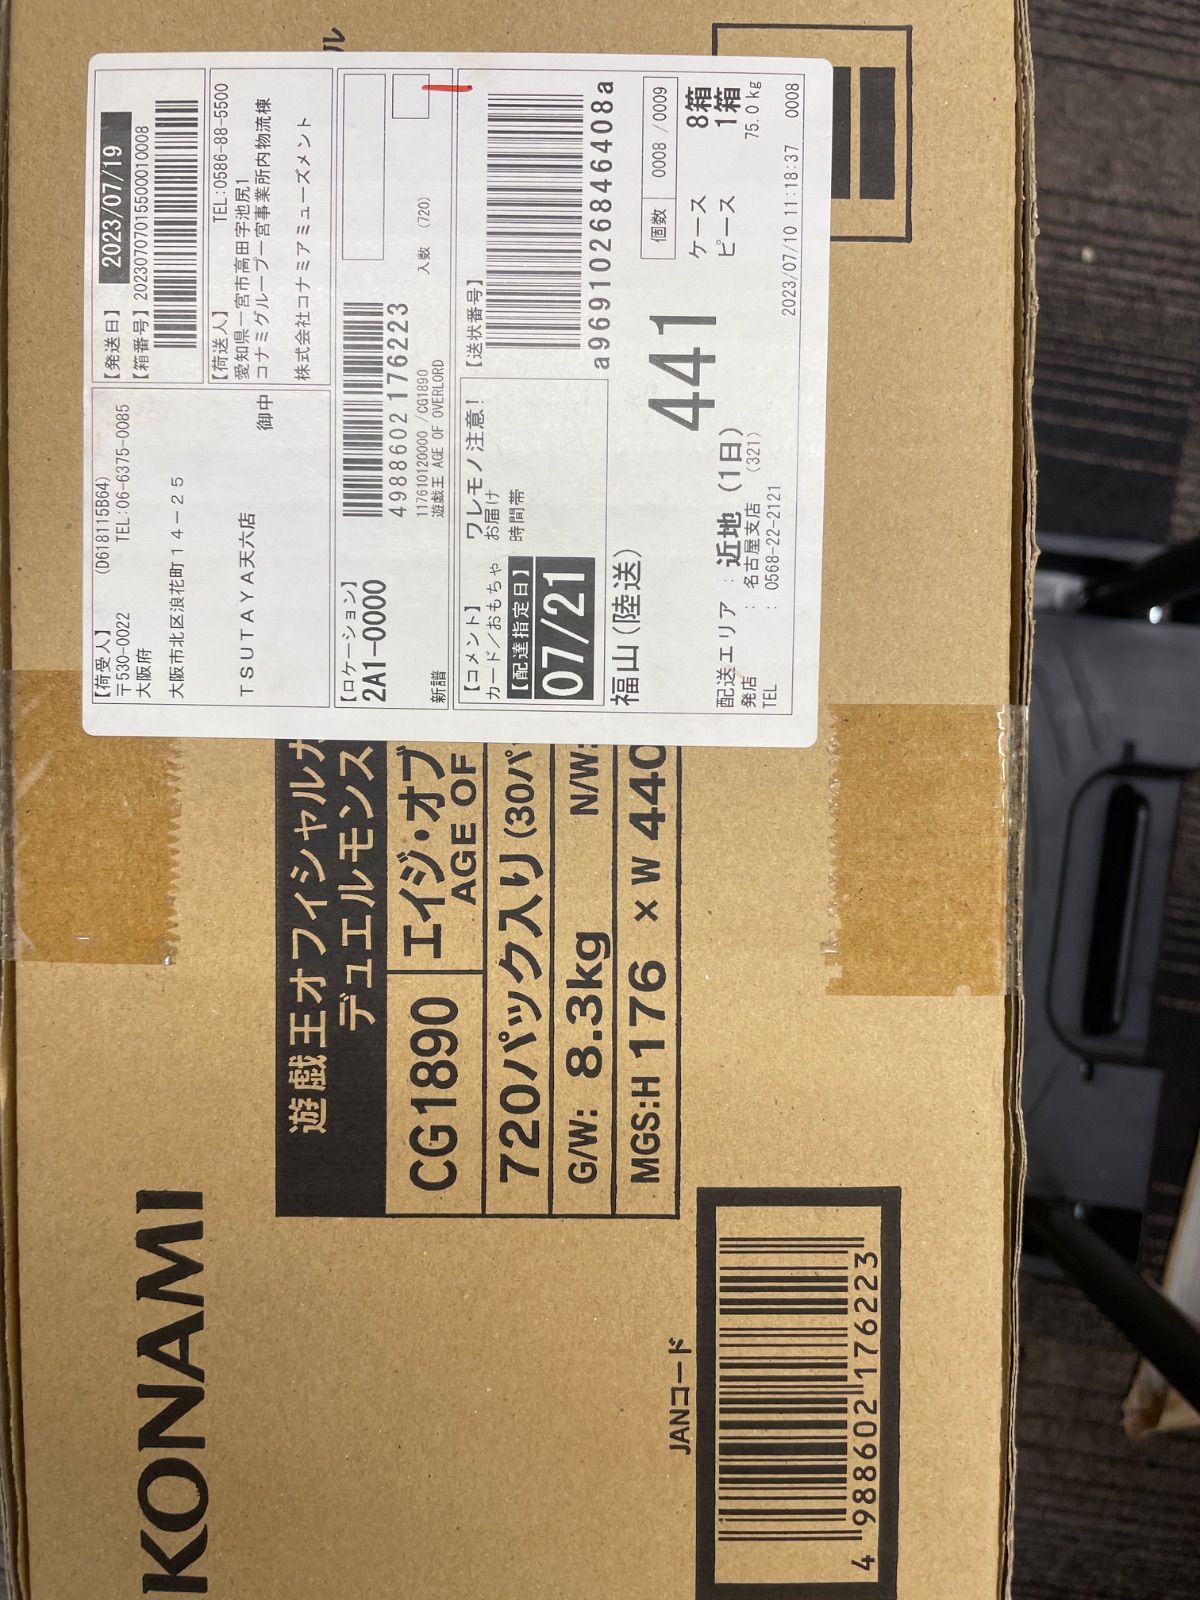 【荷受人】 (D618115B64)
〒530-0022 TEL:06-6375-0085
大阪府
大阪市北区浪花町14-25
TSUTAYA天六店 御中
【発送日】 2023/07/19
【箱番号】 20230707015500010008
【荷送人】 TEL:0586-88-5500
愛知県一宮市高田字池尻1
コナミグループ一宮事業所内物流棟
株式会社コナミアミューズメント
【ロケーション】
2A1-0000
新譜
4988602176223
117610120000 /CG1890
遊戯王 AGE OF OVERLORD
入数 (720)
【コメント】 ワレモノ注意!
カード/おもちゃ
【配達指定日】
07/21
お届け
時間帯
【送状番号】
a9691026846408a
福山(陸送)
441
個数 0008 /0009
ケース 8箱
ピース 1箱
75.0 kg
配送エリア : 近地 (1日)
発店 : 名古屋支店 (321)
TEL : 0568-22-2121
2023/07/10 11:18:37 0008
ル
KONAMI
遊戯王オフィシャルカ
デュエルモンス
CG1890
エイジ・オブ
AGE OF
720パック入り(30パ
G/W: 8.3kg N/W:
MGS:H 176 × W 440
JANコード
4 988602 176223